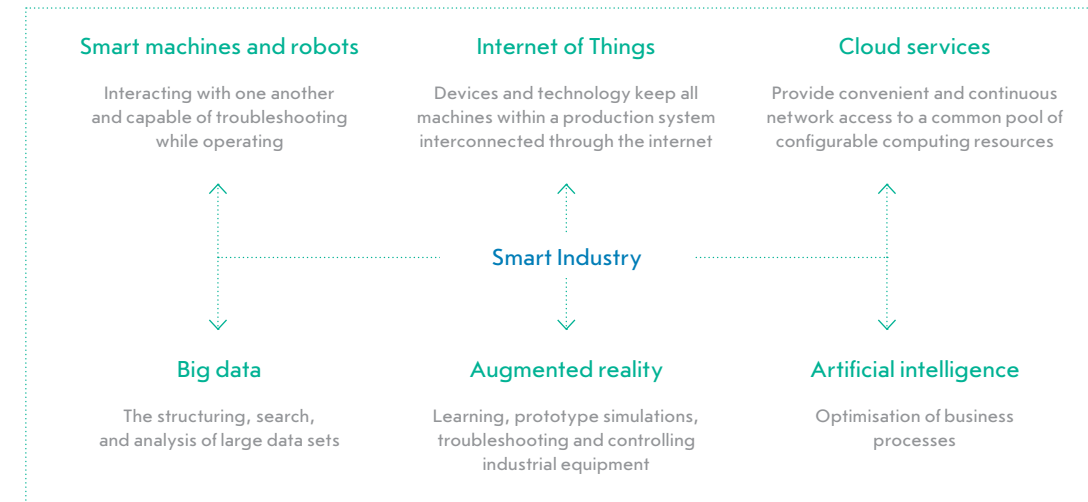 Smart machines and robots
Interacting with one another
and capable of troubleshooting
while operating
Internet of Things
Devices and technology keep all
machines within a production system
interconnected through the internet
Cloud services
Provide convenient and continuous
network access to a common pool of
configurable computing resources
Smart Industry
Big data
The structuring, search,
and analysis of large data sets
Augmented reality
Learning, prototype simulations,
troubleshooting and controlling
industrial equipment
Artificial intelligence
Optimisation of business
processes